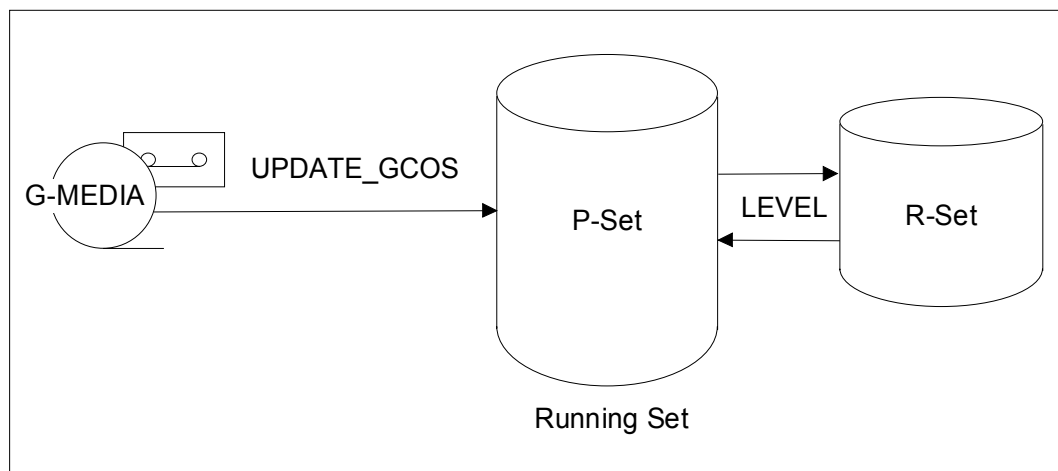 G-MEDIA
UPDATE_GCOS
P-Set
LEVEL
R-Set
Running Set